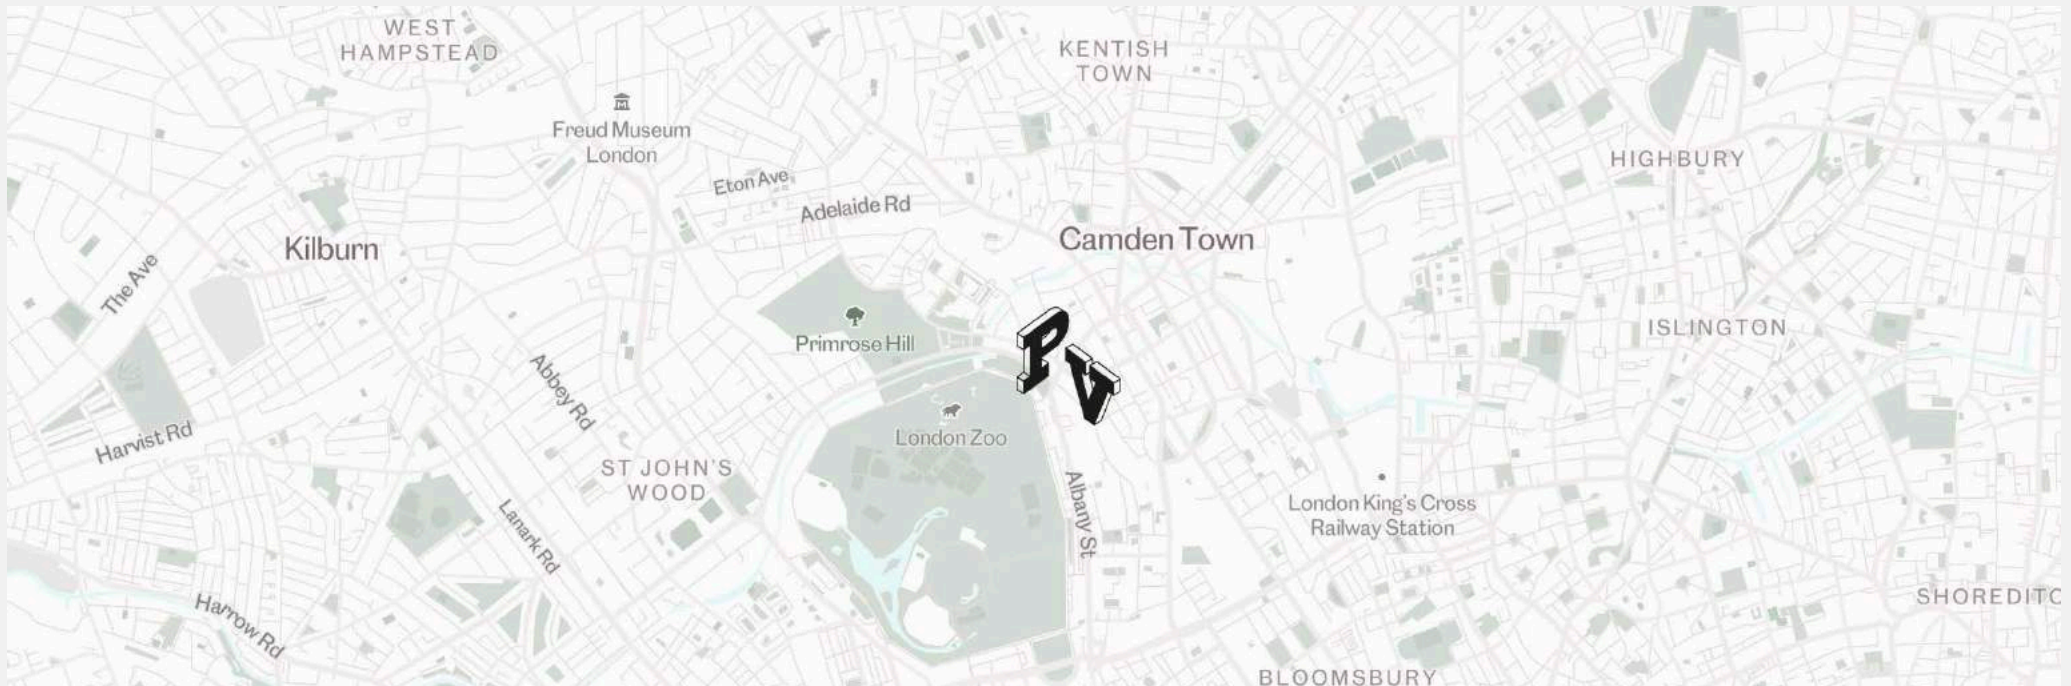 WEST
HAMPSTEAD
KENTISH
TOWN
Freud Museum
London
HIGHBURY
Eton Ave
Adelaide Rd
Kilburn
Camden Town
The Ave
Primrose Hill
PV
ISLINGTON
Abbey Rd
Harvist Rd
London Zoo
ST JOHN'S
WOOD
Albany St
London King's Cross
Railway Station
Lanark Rd
Harrow Rd
SHOREDITC
BLOOMSBURY